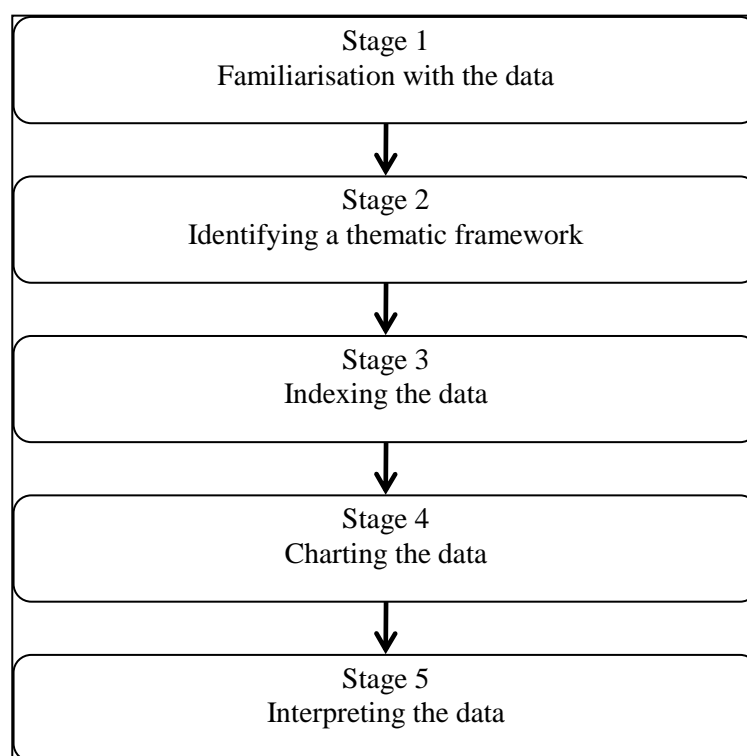 Stage 1
Familiarisation with the data
Stage 2
Identifying a thematic framework
Stage 3
Indexing the data
Stage 4
Charting the data
Stage 5
Interpreting the data